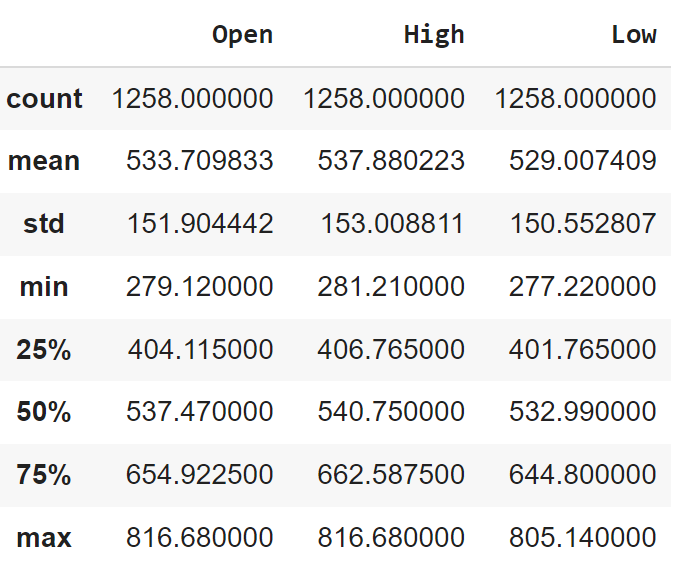 Open High Low
count 1258.000000 1258.000000 1258.000000
mean 533.709833 537.880223 529.007409
std 151.904442 153.008811 150.552807
min 279.120000 281.210000 277.220000
25% 404.115000 406.765000 401.765000
50% 537.470000 540.750000 532.990000
75% 654.922500 662.587500 644.800000
max 816.680000 816.680000 805.140000